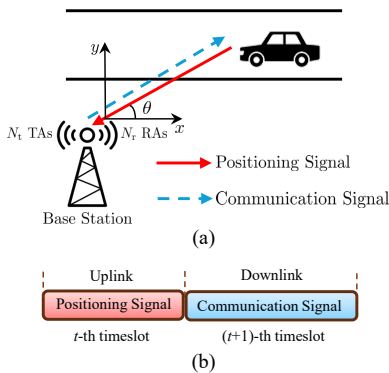 y
θ
N_t TAs
N_r RAs
x
Positioning Signal
Communication Signal
Base Station
(a)
Uplink
Downlink
Positioning Signal
Communication Signal
t-th timeslot
(t+1)-th timeslot
(b)